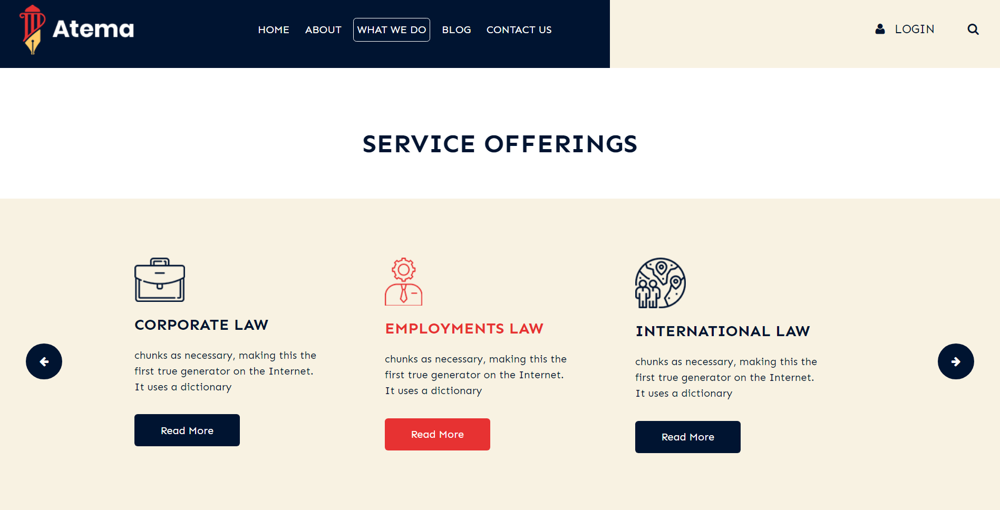 Atema
HOME ABOUT WHAT WE DO BLOG CONTACT US
LOGIN
SERVICE OFFERINGS
CORPORATE LAW
chunks as necessary, making this the
first true generator on the Internet.
It uses a dictionary
Read More
EMPLOYMENTS LAW
chunks as necessary, making this the
first true generator on the Internet.
It uses a dictionary
Read More
INTERNATIONAL LAW
chunks as necessary, making this the
first true generator on the Internet.
It uses a dictionary
Read More